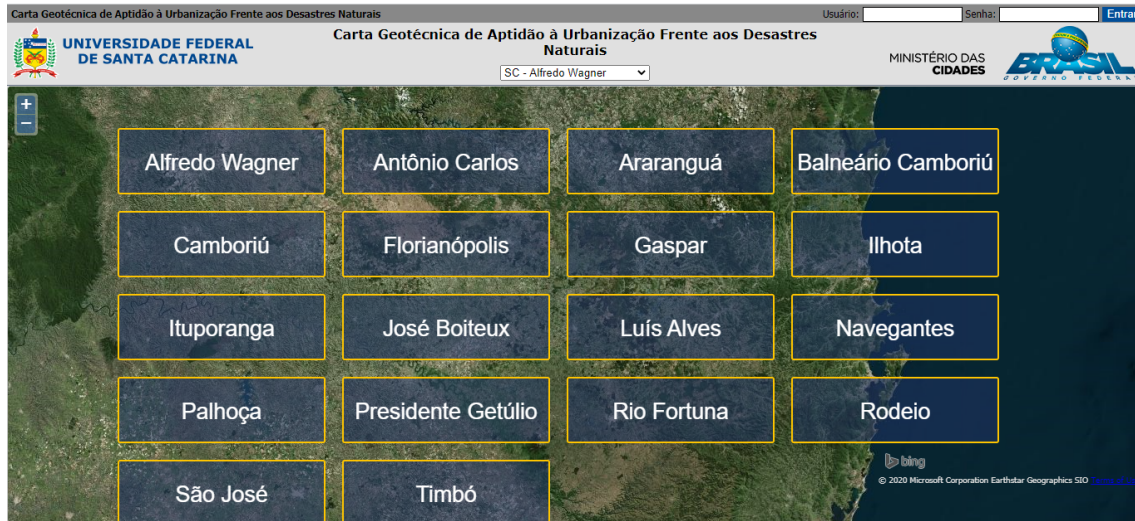 Carta Geotécnica de Aptidão à Urbanização Frente aos Desastres Naturais
Usuário:
Senha:
Entrar
UNIVERSIDADE FEDERAL
DE SANTA CATARINA
Carta Geotécnica de Aptidão à Urbanização Frente aos Desastres
Naturais
SC - Alfredo Wagner
MINISTÉRIO DAS
CIDADES
BRASIL
GOVERNO FEDERAL
+
−
Alfredo Wagner
Antônio Carlos
Araranguá
Balneário Camboriú
Camboriú
Florianópolis
Gaspar
Ilhota
Ituporanga
José Boiteux
Luís Alves
Navegantes
Palhoça
Presidente Getúlio
Rio Fortuna
Rodeio
São José
Timbó
bing
© 2020 Microsoft Corporation Earthstar Geographics SIO